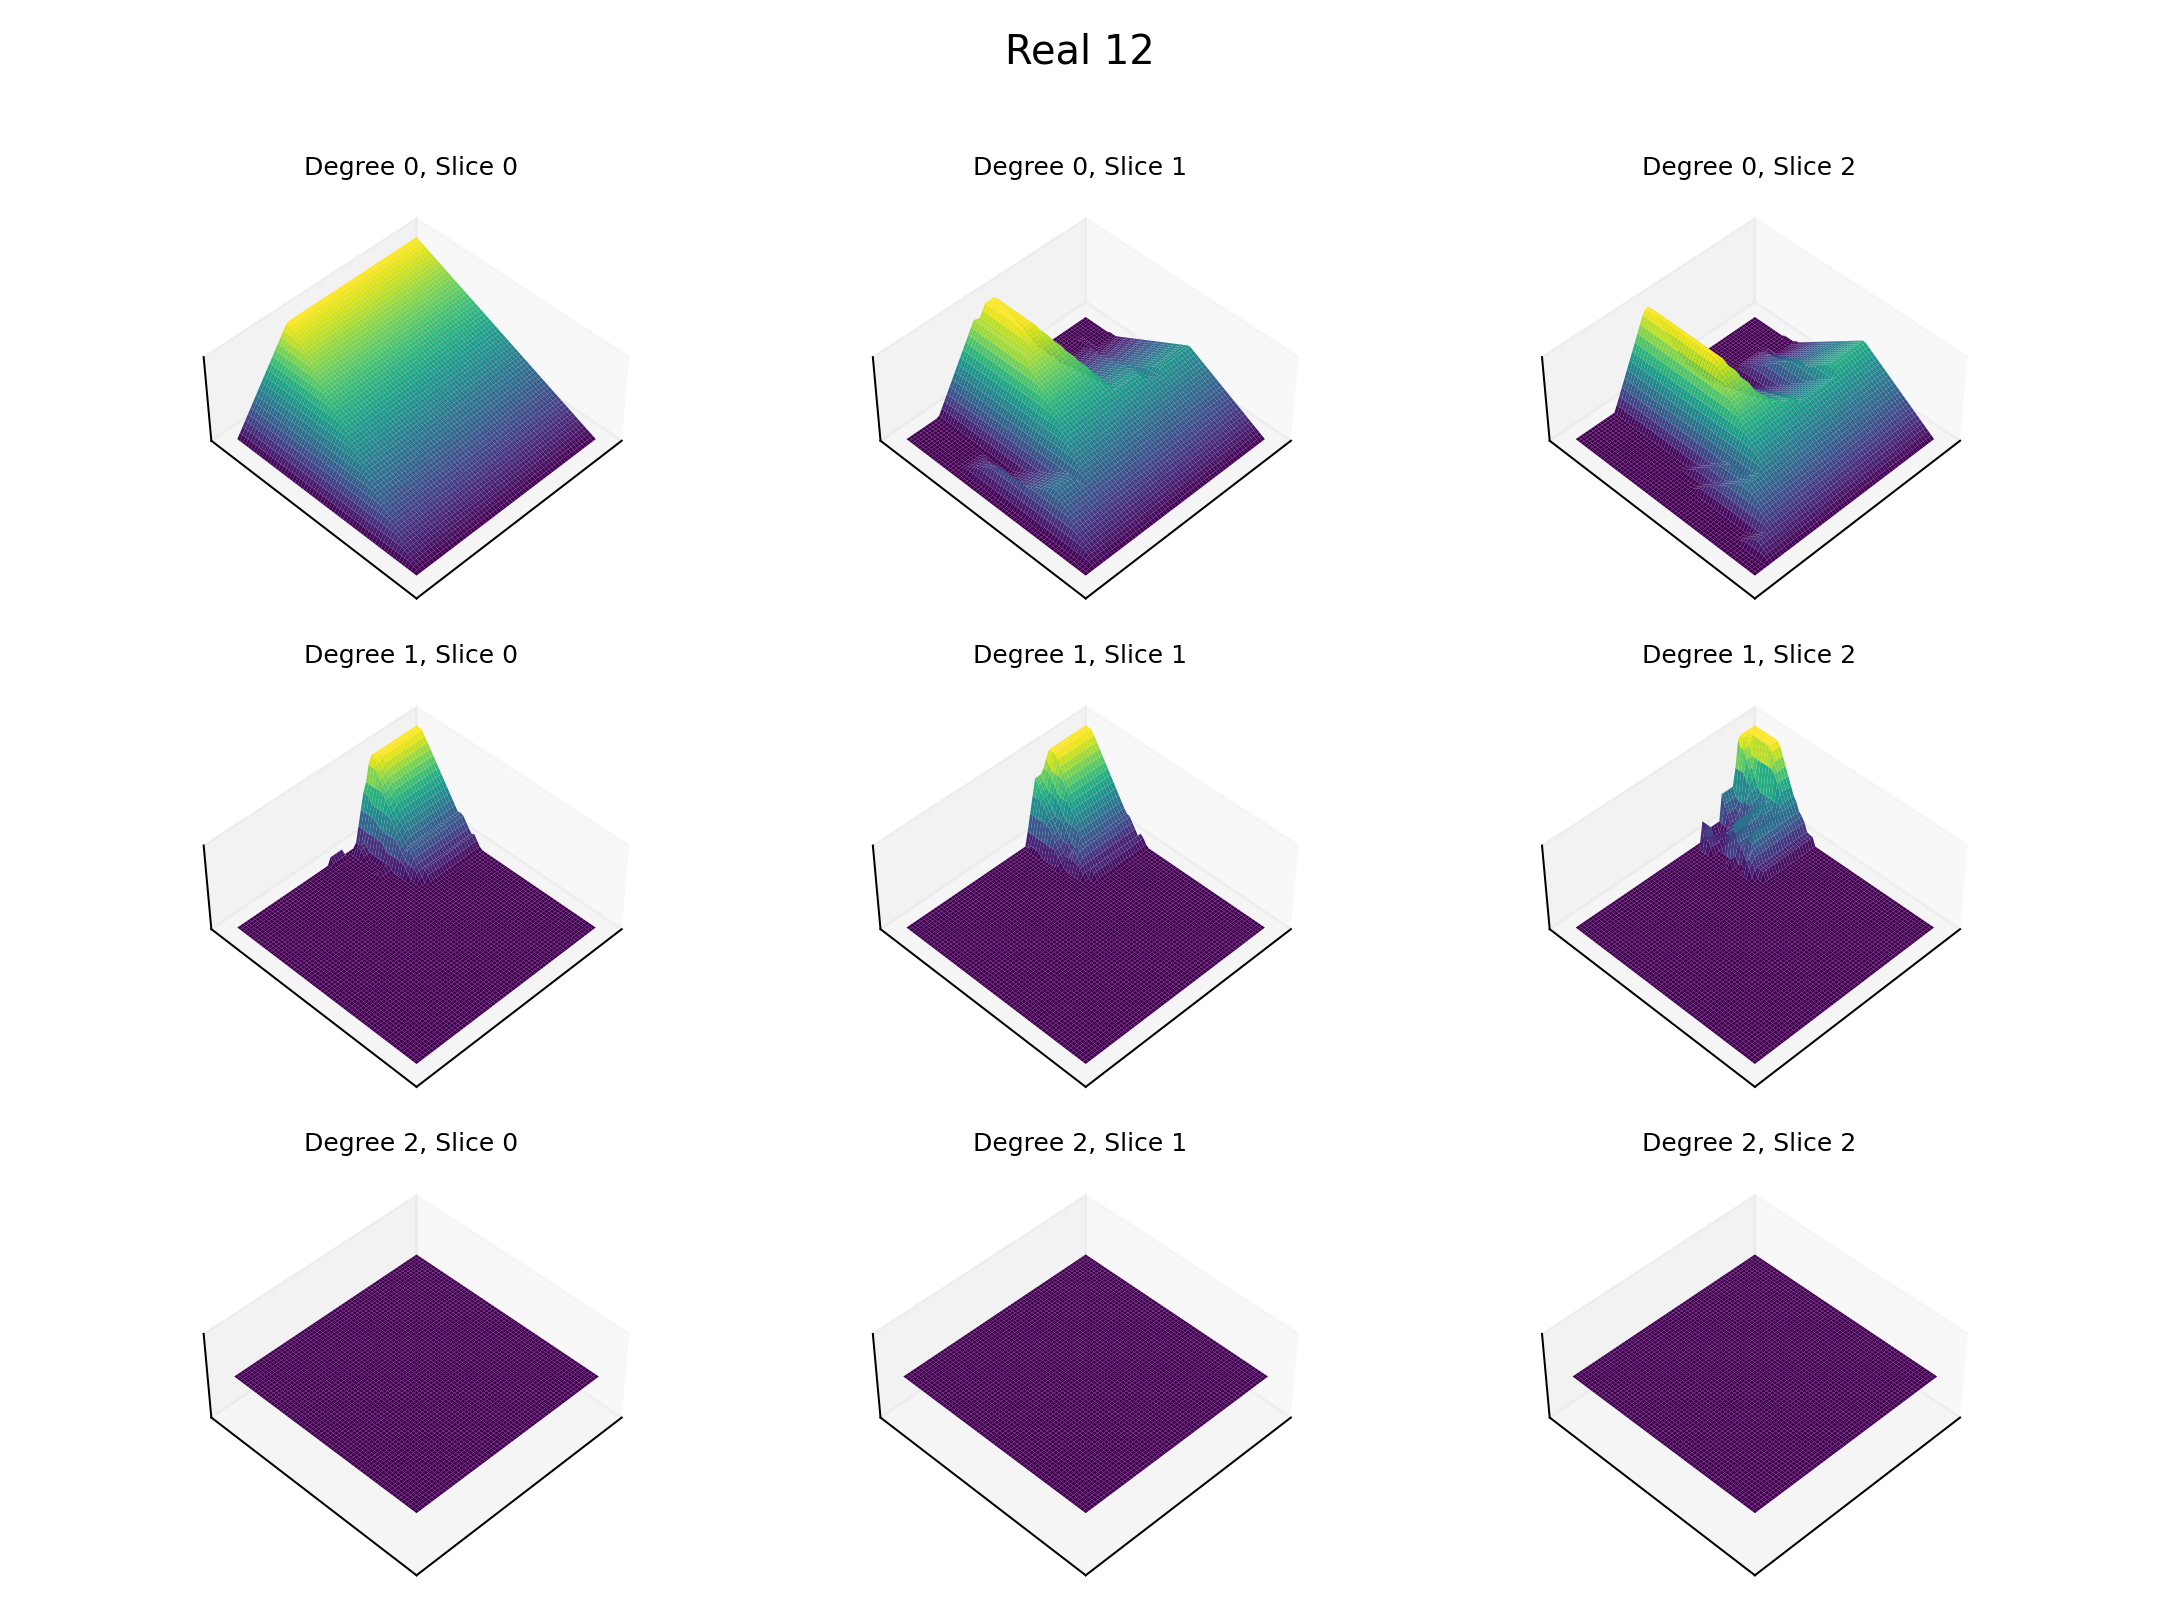 Real 12
Degree 0, Slice 0
Degree 0, Slice 1
Degree 0, Slice 2
Degree 1, Slice 0
Degree 1, Slice 1
Degree 1, Slice 2
Degree 2, Slice 0
Degree 2, Slice 1
Degree 2, Slice 2